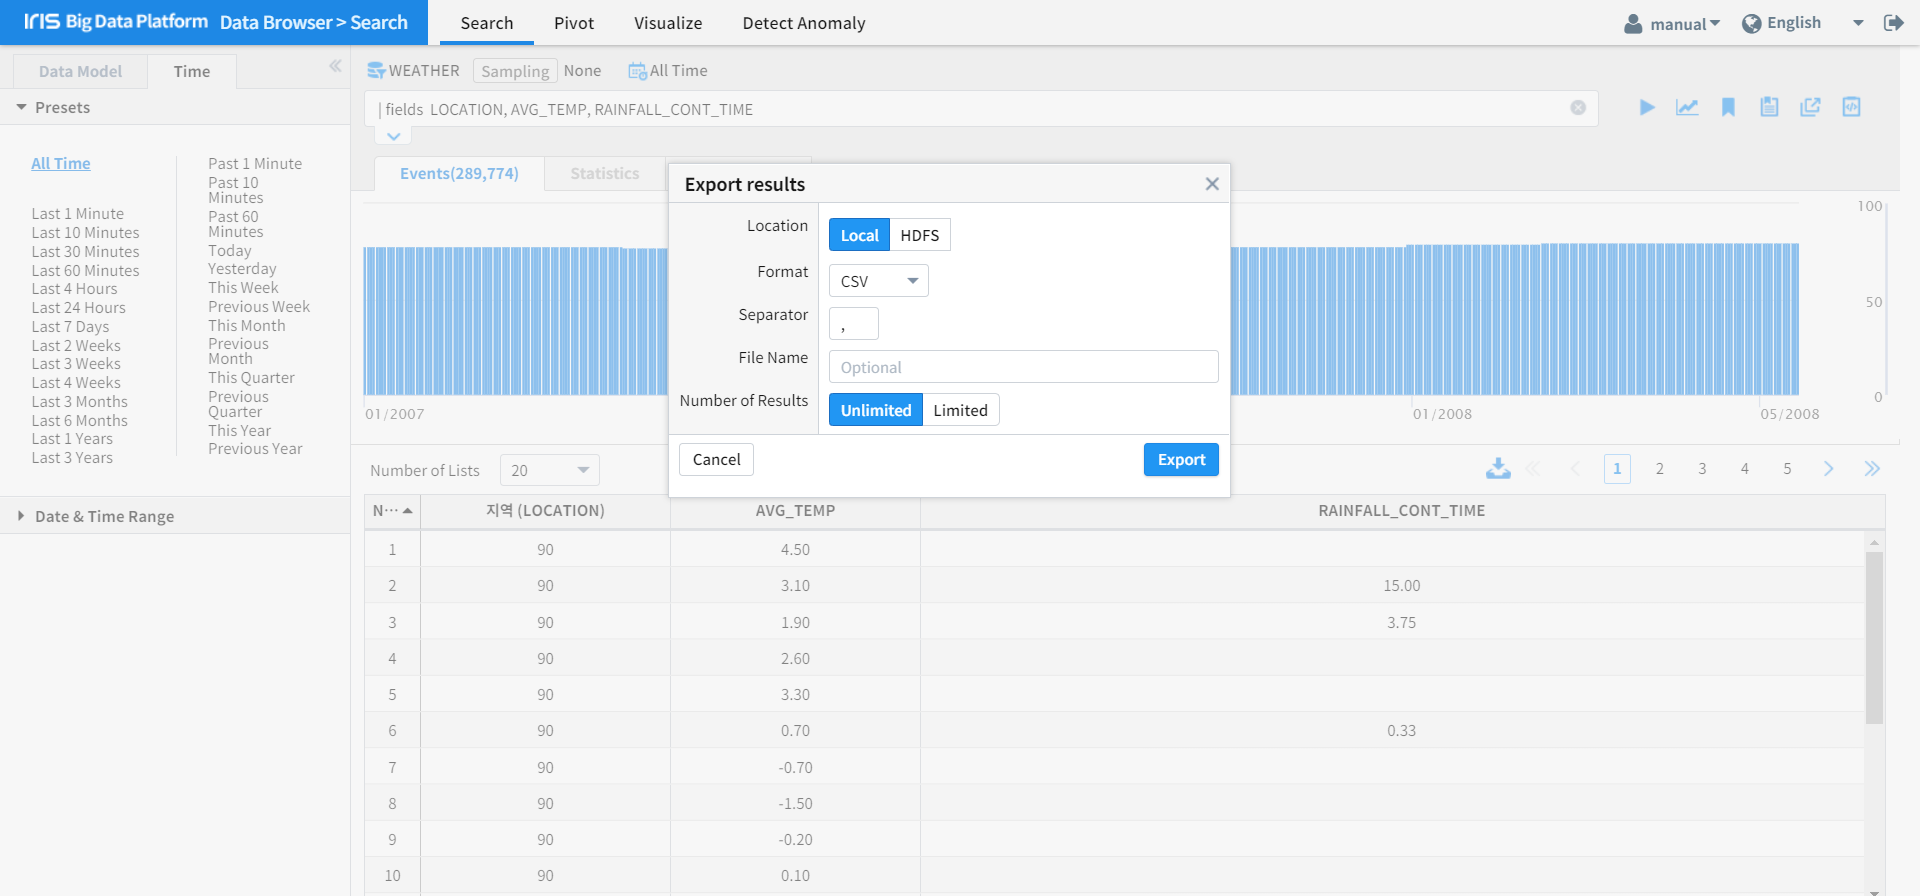 IRIS Big Data Platform Data Browser > Search
Search Pivot Visualize Detect Anomaly
manual English
Data Model Time
WEATHER Sampling None All Time
Presets
| fields LOCATION, AVG_TEMP, RAINFALL_CONT_TIME
All Time
Last 1 Minute
Last 10 Minutes
Last 30 Minutes
Last 60 Minutes
Last 4 Hours
Last 24 Hours
Last 7 Days
Last 2 Weeks
Last 3 Weeks
Last 4 Weeks
Last 3 Months
Last 6 Months
Last 1 Years
Last 3 Years
Past 1 Minute
Past 10
Minutes
Past 60
Minutes
Today
Yesterday
This Week
Previous Week
This Month
Previous
Month
This Quarter
Previous
Quarter
This Year
Previous Year
Date & Time Range
Events(289,774) Statistics
100
50
0
01/2007 01/2008 05/2008
Export results
Location Local HDFS
Format CSV
Separator ,
File Name Optional
Number of Results Unlimited Limited
Cancel Export
Number of Lists 20
1 2 3 4 5
N··· 지역 (LOCATION) AVG_TEMP RAINFALL_CONT_TIME
1 90 4.50
2 90 3.10 15.00
3 90 1.90 3.75
4 90 2.60
5 90 3.30
6 90 0.70 0.33
7 90 -0.70
8 90 -1.50
9 90 -0.20
10 90 0.10